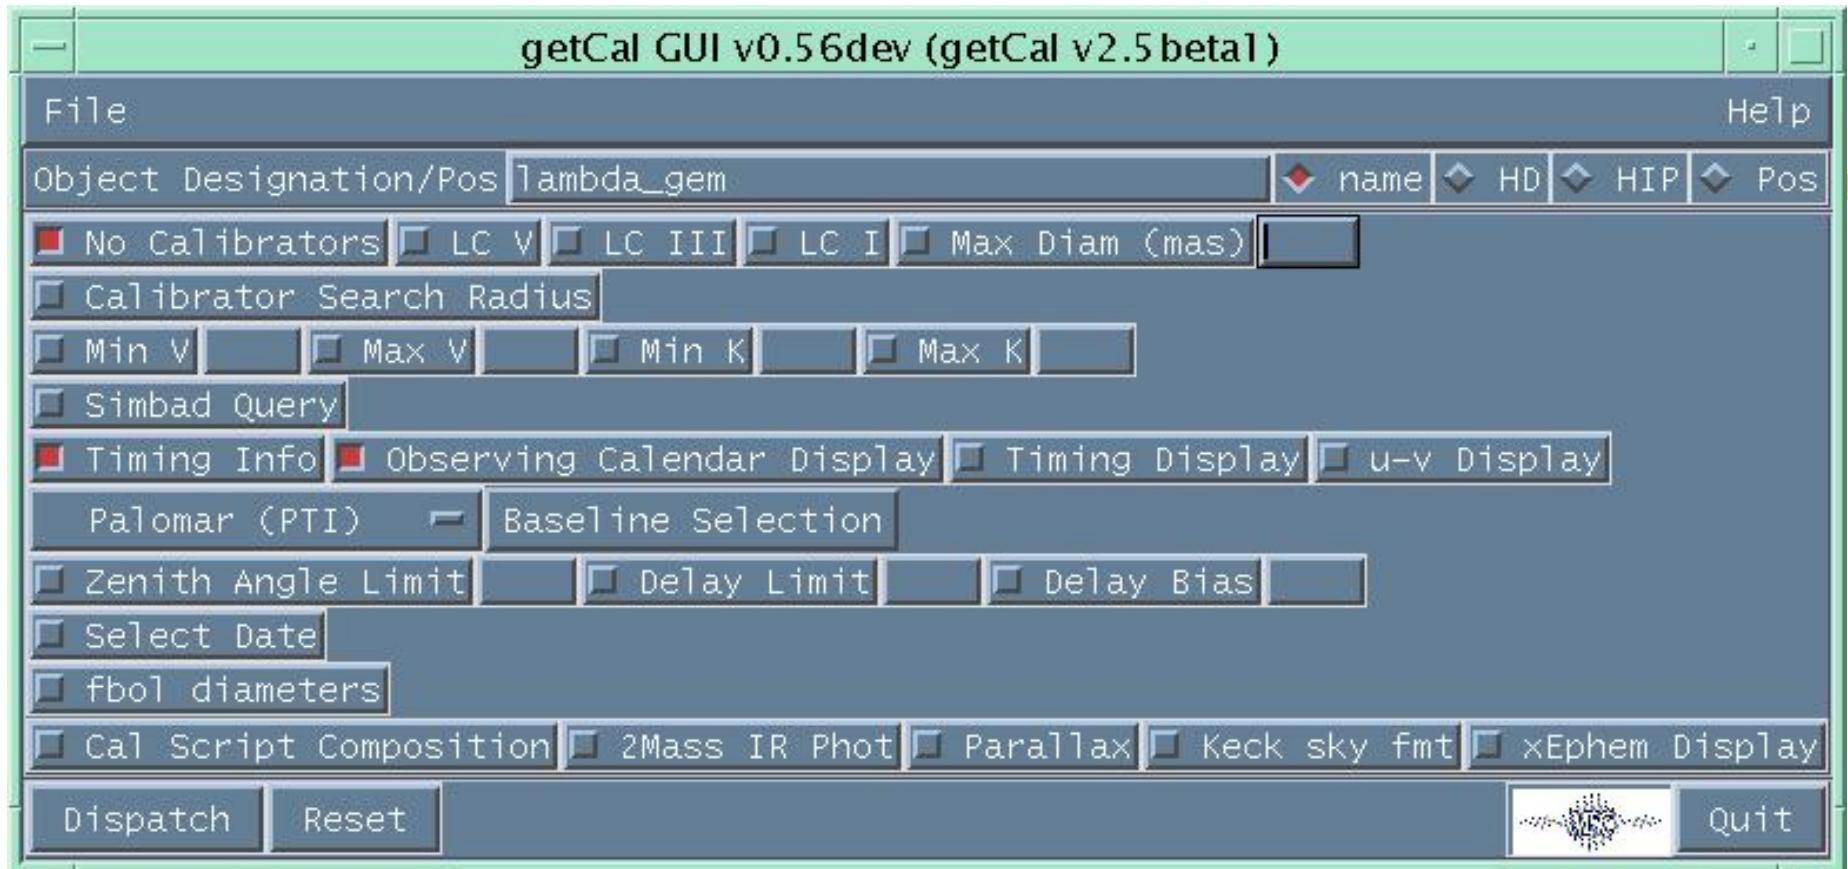 getCal GUI v0.56dev (getCal v2.5beta1)
File Help
Object Designation/Pos lambda_gem name HD HIP Pos
No Calibrators LC V LC III LC I Max Diam (mas)
Calibrator Search Radius
Min V Max V Min K Max K
Simbad Query
Timing Info Observing Calendar Display Timing Display u-v Display
Palomar (PTI) Baseline Selection
Zenith Angle Limit Delay Limit Delay Bias
Select Date
fbol diameters
Cal Script Composition 2Mass IR Phot Parallax Keck sky fmt xEphem Display
Dispatch Reset MSC Quit